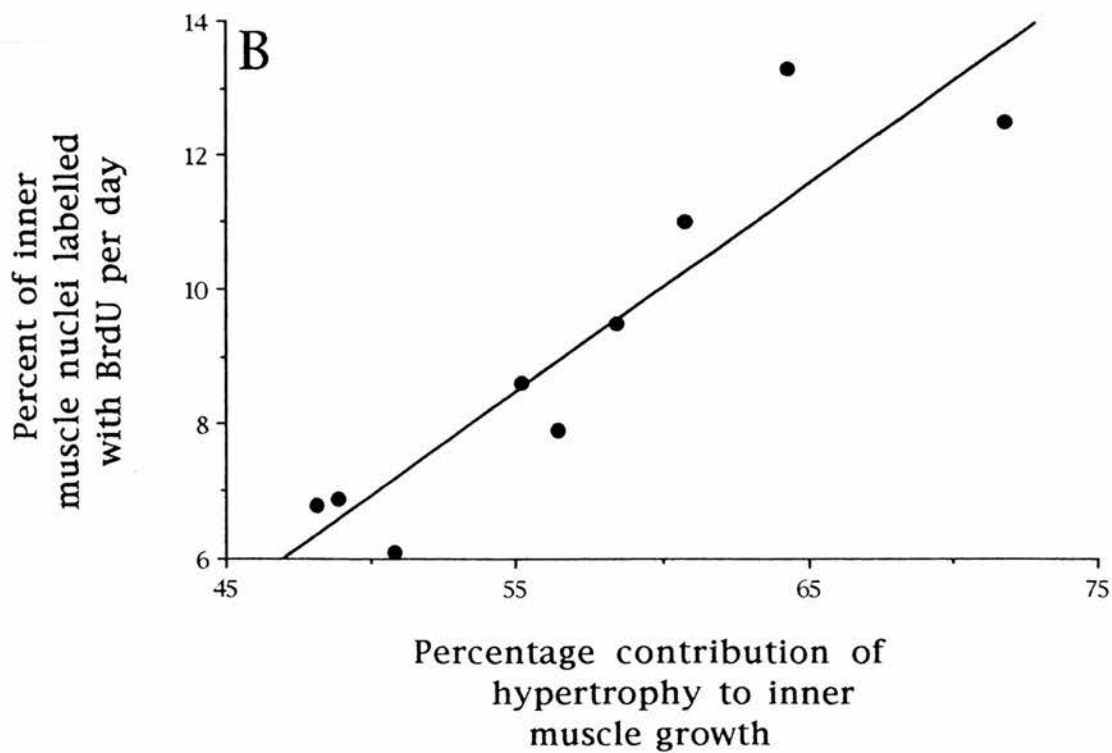 B
Percent of inner
muscle nuclei labelled
with BrdU per day
14
12
10
8
6
45
55
65
75
Percentage contribution of
hypertrophy to inner
muscle growth